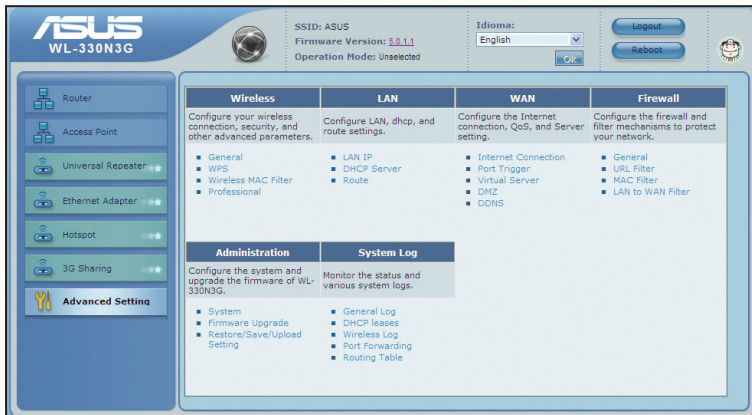 ASUS
WL-330N3G
SSID: ASUS
Firmware Version: 5.0.1.1
Operation Mode: Unselected
Idioma:
English
Ok
Logout
Reboot
Router
Access Point
Universal Repeater
Ethernet Adapter
Hotspot
3G Sharing
Advanced Setting
Wireless
Configure your wireless
connection, security, and
other advanced parameters.
General
WPS
Wireless MAC Filter
Professional
LAN
Configure LAN, dhcp, and
route settings.
LAN IP
DHCP Server
Route
WAN
Configure the Internet
connection, QoS, and Server
setting.
Internet Connection
Port Trigger
Virtual Server
DMZ
DDNS
Firewall
Configure the firewall and
filter mechanisms to protect
your network.
General
URL Filter
MAC Filter
LAN to WAN Filter
Administration
Configure the system and
upgrade the firmware of WL-
330N3G.
System
Firmware Upgrade
Restore/Save/Upload
Setting
System Log
Monitor the status and
various system logs.
General Log
DHCP leases
Wireless Log
Port Forwarding
Routing Table